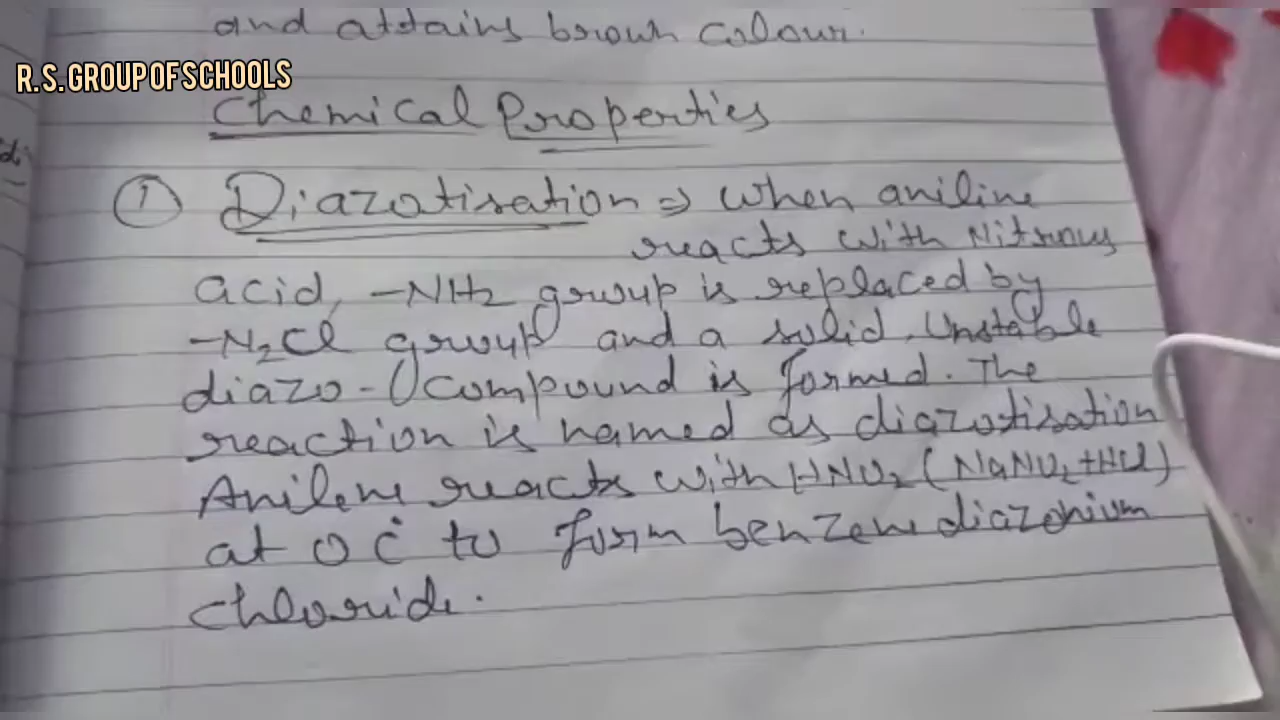 and attains brown colour.
R.S. GROUP OF SCHOOLS
Chemical Properties
① Diazotisation ⇒ When aniline
reacts with Nitrous
acid, -NH₂ group is replaced by
-N₂Cl group and a solid Unstable
diazo-compound is formed. The
reaction is named as diazotisation
Anilene reacts with HNO₂ (NaNO₂+HCl)
at 0°C to form benzene diazonium
chloride.